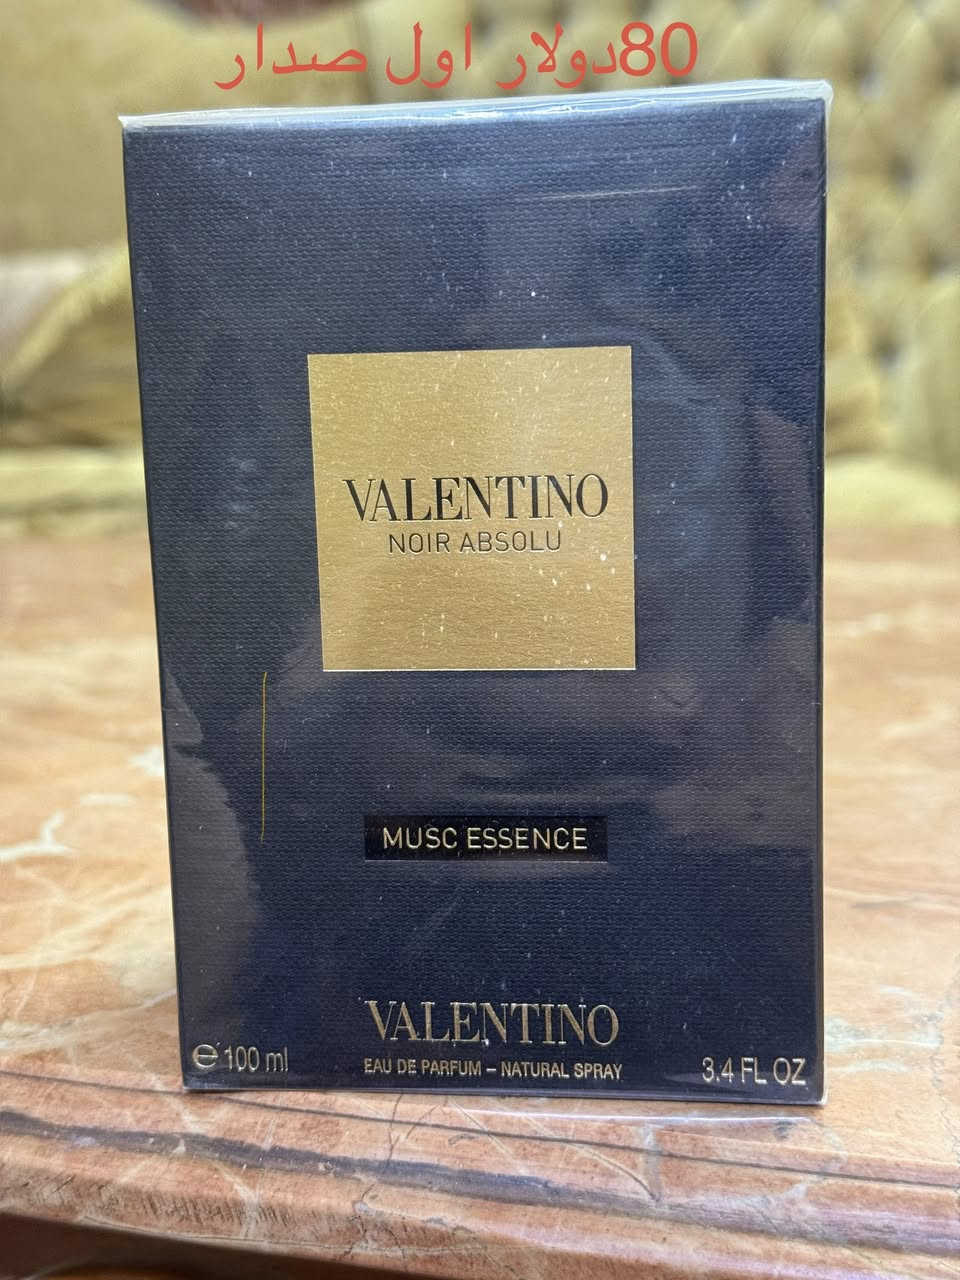 80دولار اول صدار
VALENTINO
NOIR ABSOLU
MUSC ESSENCE
VALENTINO
EAU DE PARFUM – NATURAL SPRAY
℮ 100 ml
3.4 FL OZ